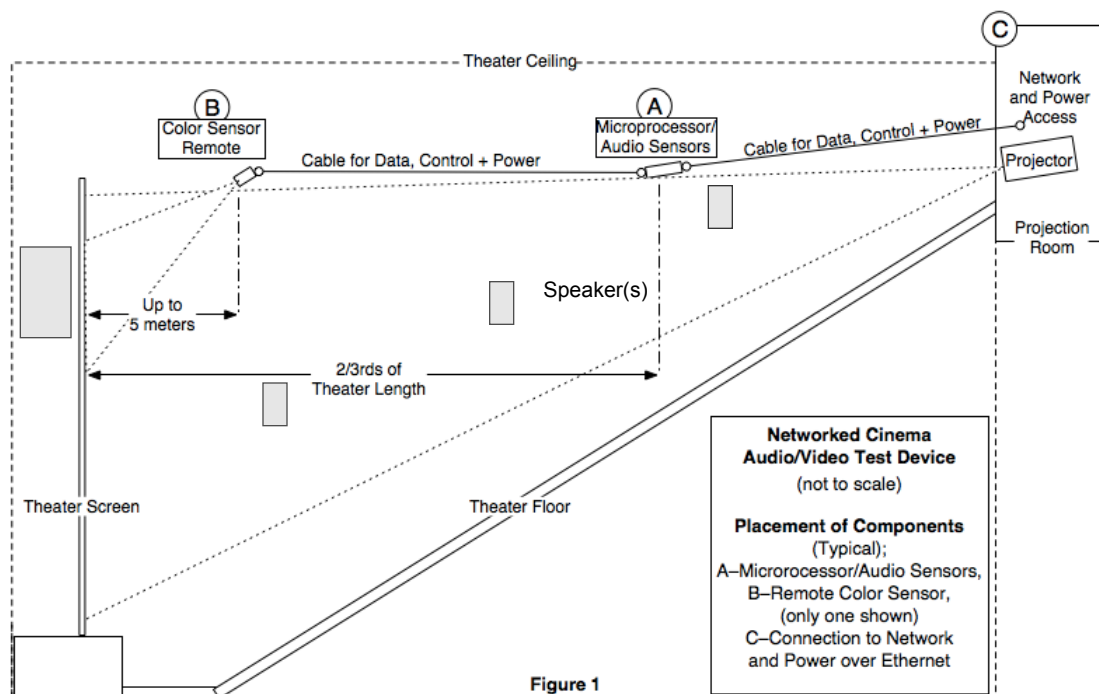 C
Theater Ceiling
Network
and Power
Access
B
Color Sensor
Remote
A
Microprocessor/
Audio Sensors
Cable for Data, Control + Power
Cable for Data, Control + Power
Projector
Projection
Room
Up to
5 meters
Speaker(s)
2/3rds of
Theater Length
Theater Screen
Theater Floor
Networked Cinema
Audio/Video Test Device
(not to scale)
Placement of Components
(Typical);
A–Microrocessor/Audio Sensors,
B–Remote Color Sensor,
(only one shown)
C–Connection to Network
and Power over Ethernet
Figure 1